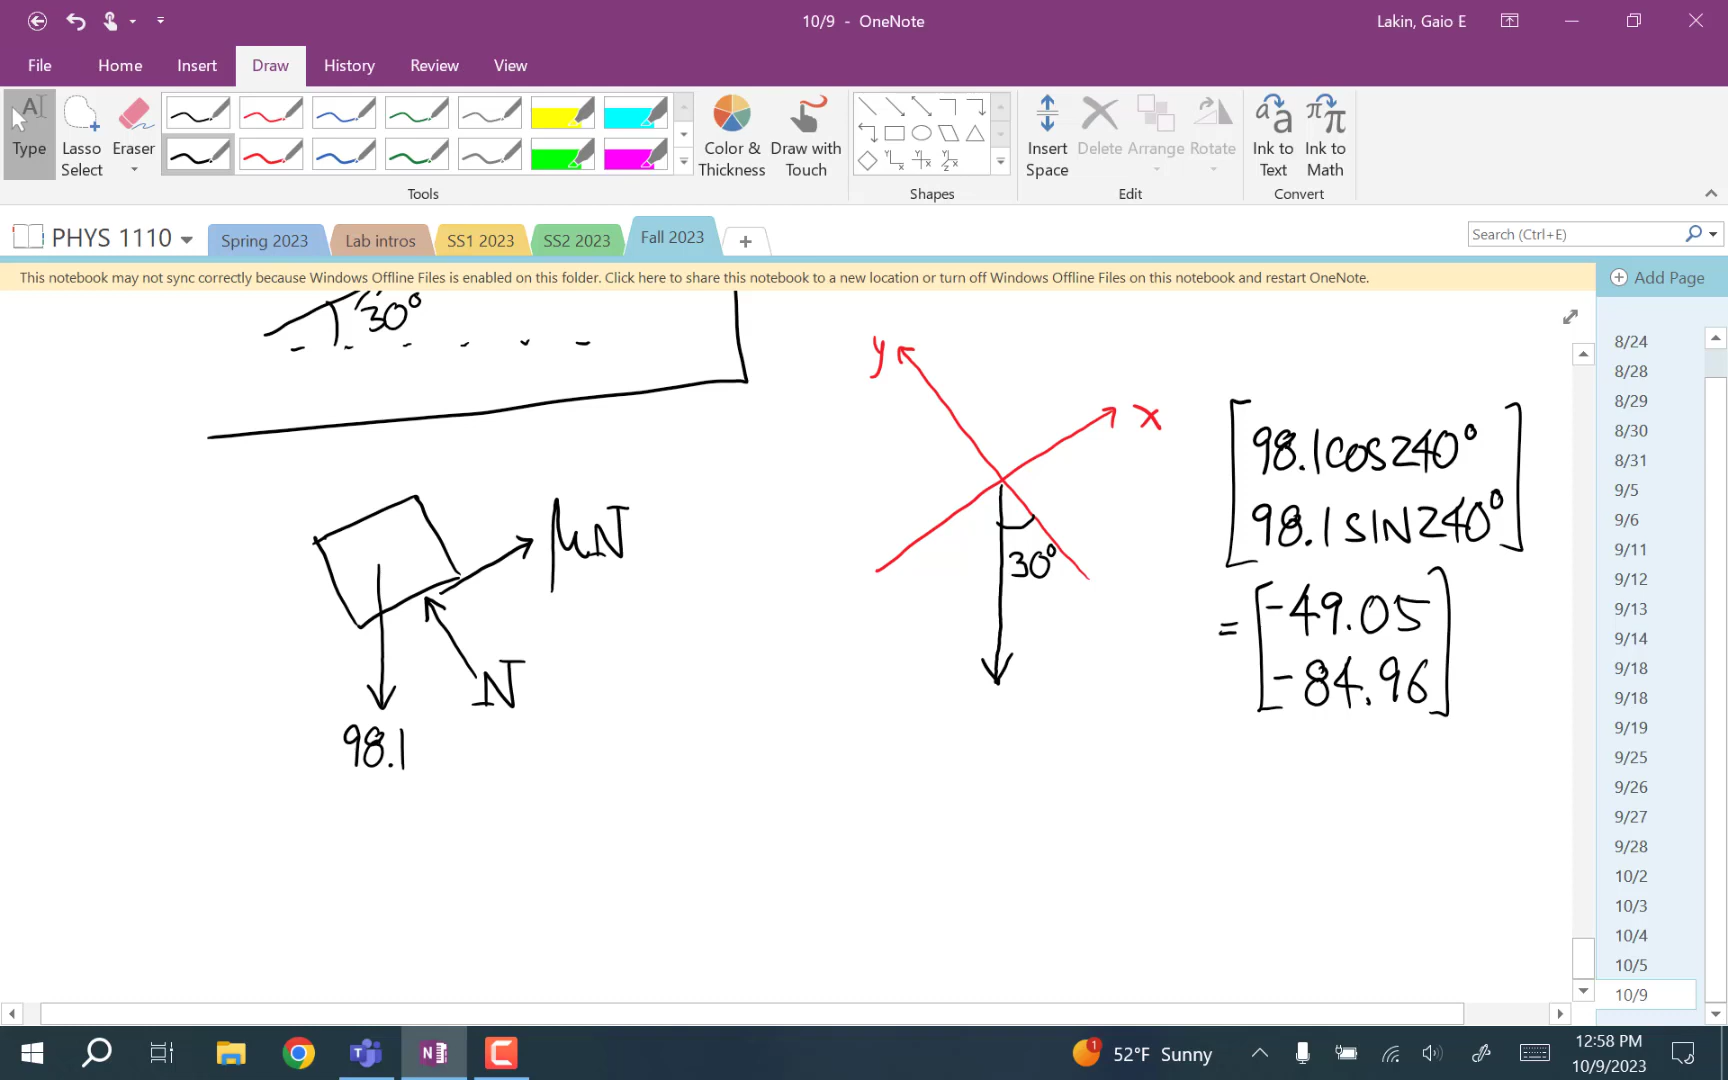 10/9 - OneNote
Lakin, Gaio E
File Home Insert Draw History Review View
Type
Lasso Select
Eraser
Color & Thickness
Draw with Touch
Insert Space
Delete
Arrange
Rotate
Ink to Text
Ink to Math
Tools
Shapes
Edit
Convert
PHYS 1110
Spring 2023
Lab intros
SS1 2023
SS2 2023
Fall 2023
Search (Ctrl+E)
This notebook may not sync correctly because Windows Offline Files is enabled on this folder. Click here to share this notebook to a new location or turn off Windows Offline Files on this notebook and restart OneNote.
Add Page
30°
y
x
98.1cos240°
98.1SIN240°
μN
30°
= -49.05
-84.96
N
98.1
8/24
8/28
8/29
8/30
8/31
9/5
9/6
9/11
9/12
9/13
9/14
9/18
9/18
9/19
9/25
9/26
9/27
9/28
10/2
10/3
10/4
10/5
10/9
52°F Sunny
12:58 PM
10/9/2023